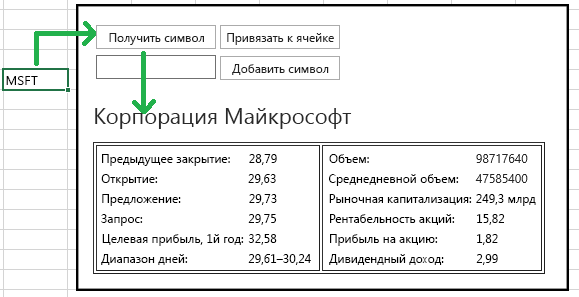 Получить символ Привязать к ячейке
MSFT
Добавить символ
Корпорация Майкрософт
Предыдущее закрытие: 28,79 Объем: 98717640
Открытие: 29,63 Среднедневной объем: 47585400
Предложение: 29,73 Рыночная капитализация: 249,3 млрд
Запрос: 29,75 Рентабельность акций: 15,82
Целевая прибыль, 1й год: 32,58 Прибыль на акцию: 1,82
Диапазон дней: 29,61–30,24 Дивидендный доход: 2,99